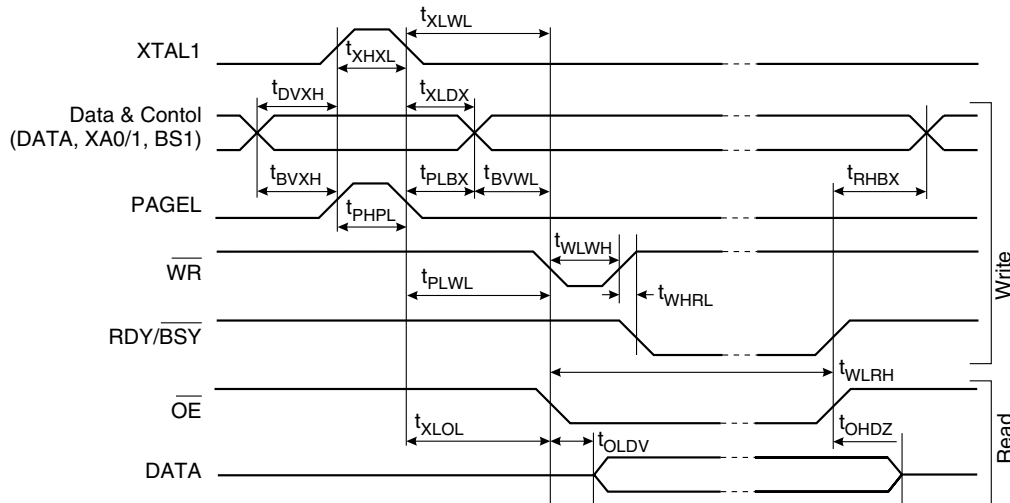 XTAL1
tXLWL
tXHXL
tDVXH
tXLDX
Data & Contol
(DATA, XA0/1, BS1)
tBVXH
tPLBX
tBVWL
tRHBX
PAGEL
tPHPL
WR
tWLWH
tPLWL
tWHRL
Write
RDY/BSY
tWLRH
OE
tXLOL
tOLDV
tOHDZ
Read
DATA